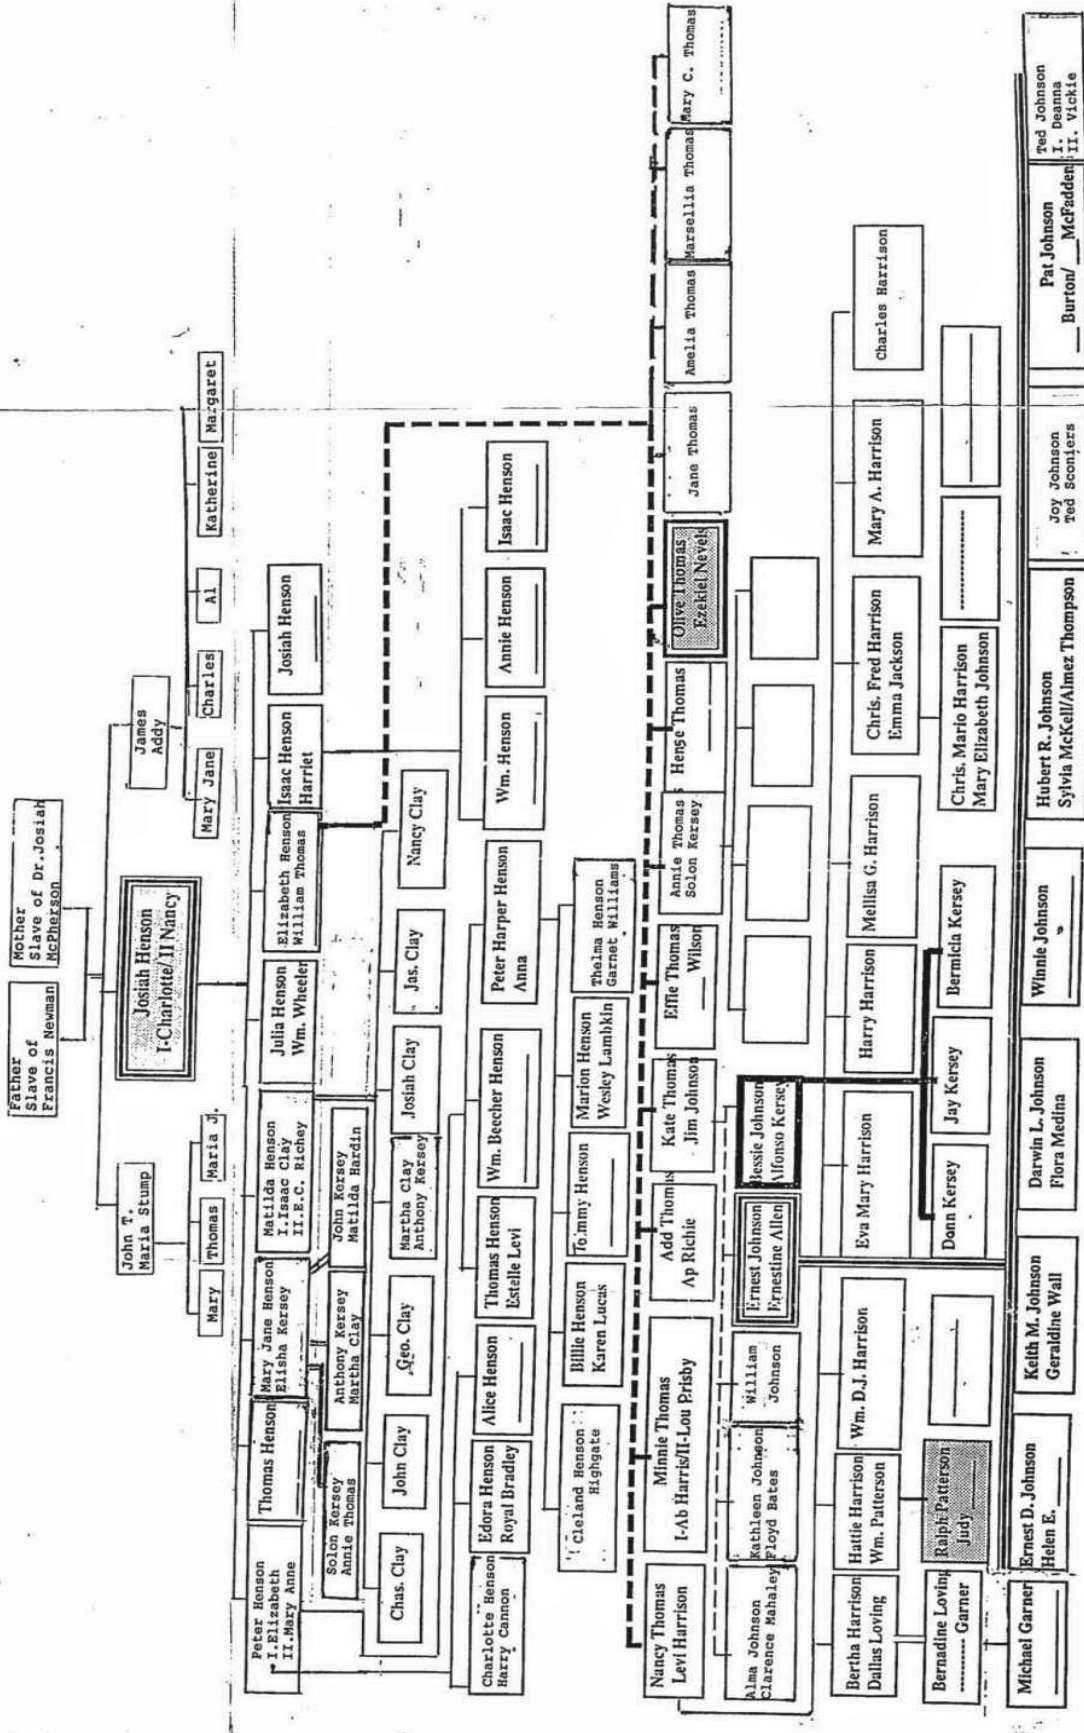 Father
Slave of
Francis Newman
Mother
Slave of Dr.Josiah
McPherson
John T.
Maria Stump
Josiah Henson
I-Charlotte/ II Nancy
James
Addy
Mary
Thomas
Maria J.
Mary Jane
Charles
Al
Katherine
Margaret
Peter Henson
I.Elizabeth
II.Mary Anne
Thomas Henson
Mary Jane Henson
Elisha Kersey
Matilda Henson
I.Isaac Clay
II.E.C. Richey
Julia Henson
Wm. Wheeler
Elizabeth Henson
William Thomas
Isaac Henson
Harriet
Josiah Henson
Solon Kersey
Annie Thomas
Anthony Kersey
Martha Clay
John Kersey
Matilda Hardin
Chas. Clay
John Clay
Geo. Clay
Martha Clay
Anthony Kersey
Josiah Clay
Jas. Clay
Nancy Clay
Charlotte Henson
Harry Cannon
Edora Henson
Royal Bradley
Alice Henson
Thomas Henson
Estelle Levi
Wm. Beecher Henson
Peter Harper Henson
Anna
Wm. Henson
Annie Henson
Isaac Henson
Cleland Henson
Highgate
Billie Henson
Karen Lucas
Tommy Henson
Marion Henson
Wesley Lambkin
Thelma Henson
Garnet Williams
Nancy Thomas
Levi Harrison
Minnie Thomas
I-Ab Harris/II-Lou Prisby
Add Thomas
Ap Richie
Kate Thomas
Jim Johnson
Effie Thomas
Wilson
Annie Thomas
Solon Kersey
Hense Thomas
Olive Thomas
Ezekiel Nevels
Jane Thomas
Amelia Thomas
Marsellia Thomas
Mary C. Thomas
Alma Johnson
Clarence Mahaley
Kathleen Johnson
Floyd Bates
William
Johnson
Ernest Johnson
Ernestine Allen
Bessie Johnson
Alfonso Kersey
Bertha Harrison
Dallas Loving
Hattie Harrison
Wm. Patterson
Wm. D.J. Harrison
Eva Mary Harrison
Harry Harrison
Mellisa G. Harrison
Chris. Fred Harrison
Emma Jackson
Mary A. Harrison
Charles Harrison
Bernadine Loving
---------- Garner
Ralph Patterson
Judy
Donn Kersey
Jay Kersey
Bermicia Kersey
Chris. Mario Harrison
Mary Elizabeth Johnson
Michael Garner
Ernest D. Johnson
Helen E.
Keith M. Johnson
Geraldine Wall
Darwin L. Johnson
Flora Medina
Winnie Johnson
Hubert R. Johnson
Sylvia McKell/Almez Thompson
Joy Johnson
Ted Sconiers
Pat Johnson
___ Burton/ ___ McFadden
Ted Johnson
I. Deanna
II. Vickie